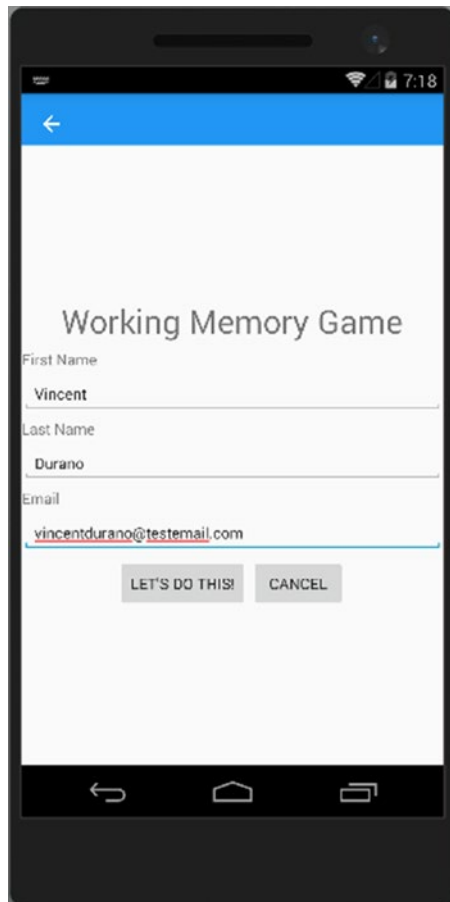 7:18
Working Memory Game
First Name
Vincent
Last Name
Durano
Email
vincentdurano@testemail.com
LET'S DO THIS! CANCEL